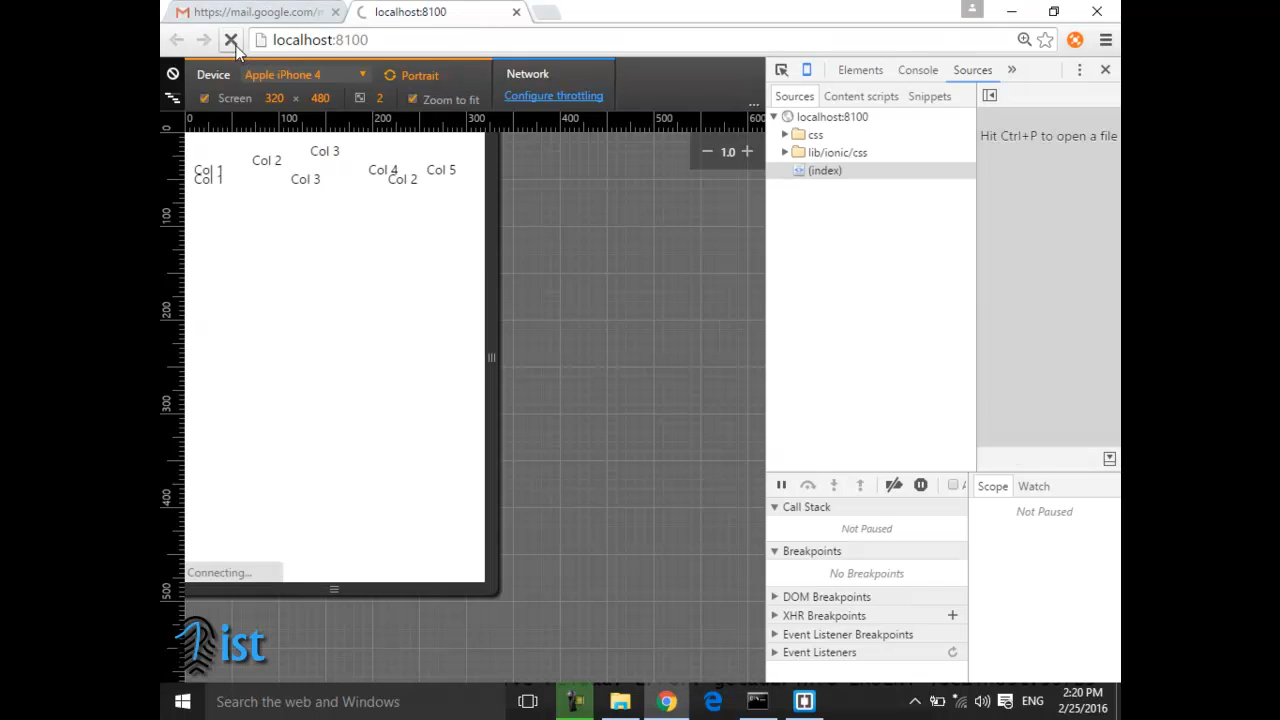 https://mail.google.com/m
localhost:8100
localhost:8100
Device
Apple iPhone 4
Portrait
Network
Screen
320
×
480
2
Zoom to fit
Configure throttling
...
Elements
Console
Sources
Sources
Content scripts
Snippets
localhost:8100
css
lib/ionic/css
(index)
Hit Ctrl+P to open a file
0
100
200
300
400
500
600
0
100
200
300
400
500
1.0
Col 3
Col 2
Col 1
Col 4
Col 5
Col 1
Col 3
Col 2
Connecting...
A
Call Stack
Not Paused
Breakpoints
No Breakpoints
DOM Breakpoints
XHR Breakpoints
Event Listener Breakpoints
Event Listeners
Scope
Watch
Not Paused
ist
Search the web and Windows
ENG
2:20 PM
2/25/2016